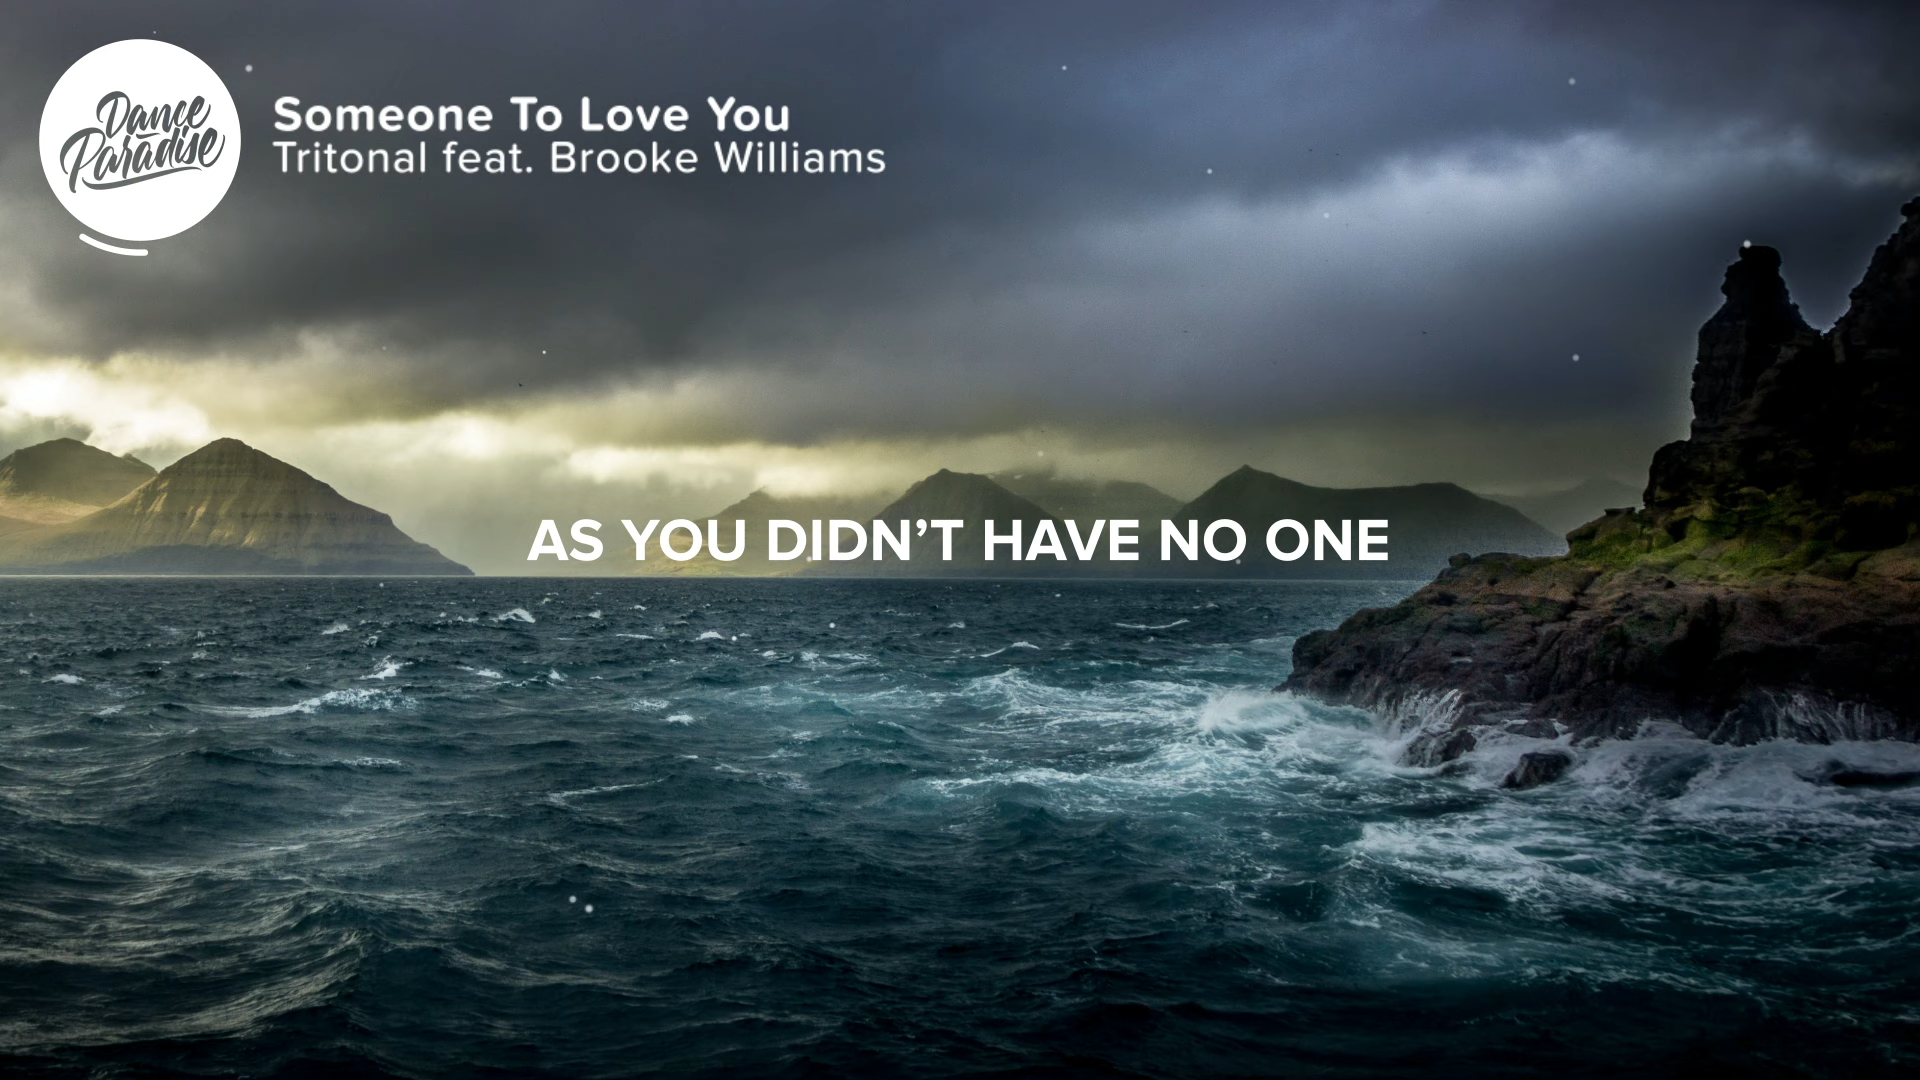 Dance
Paradise
Someone To Love You
Tritonal feat. Brooke Williams
AS YOU DIDN’T HAVE NO ONE